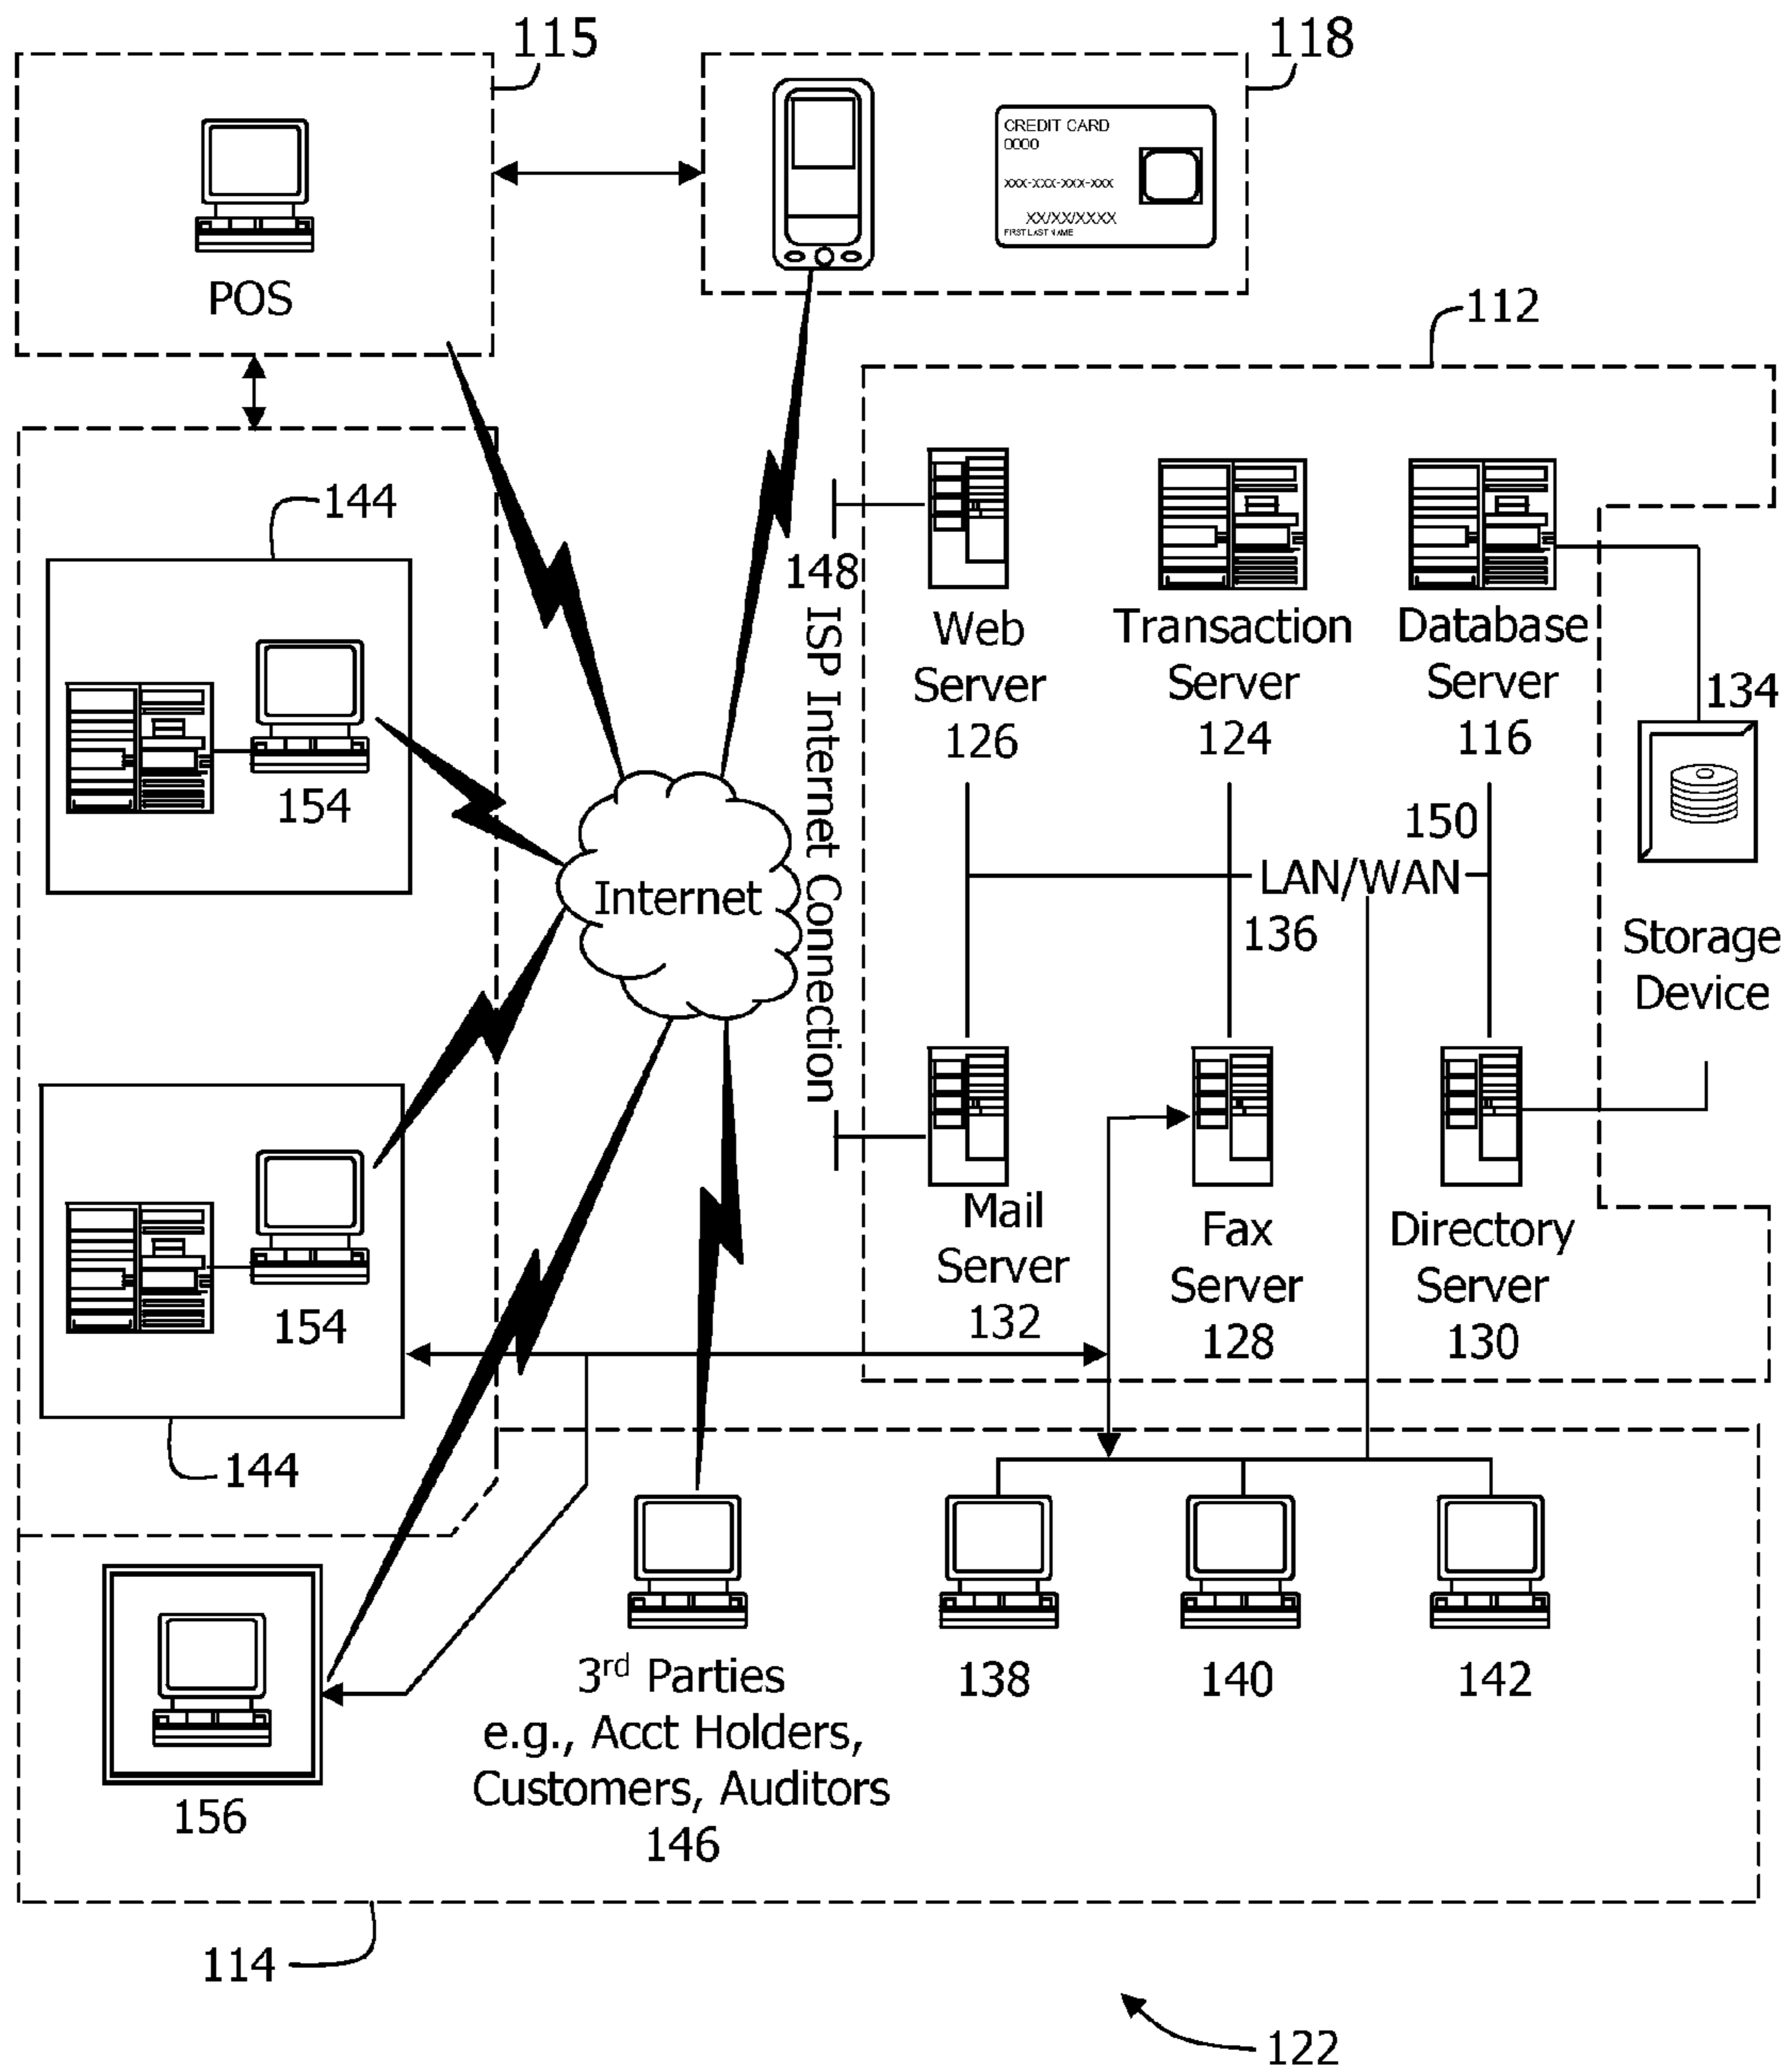 115
118
CREDIT CARD
0000
XXX-XXX-XXX-XXX
XX/XX/XXXX
FIRST LAST NAME
POS
112
144
148
ISP Internet Connection
Web
Server
126
Transaction
Server
124
Database
Server
116
134
154
150
LAN/WAN
136
Internet
Storage
Device
Mail
Server
132
Fax
Server
128
Directory
Server
130
154
144
3rd Parties
e.g., Acct Holders,
Customers, Auditors
146
138
140
142
156
114
122